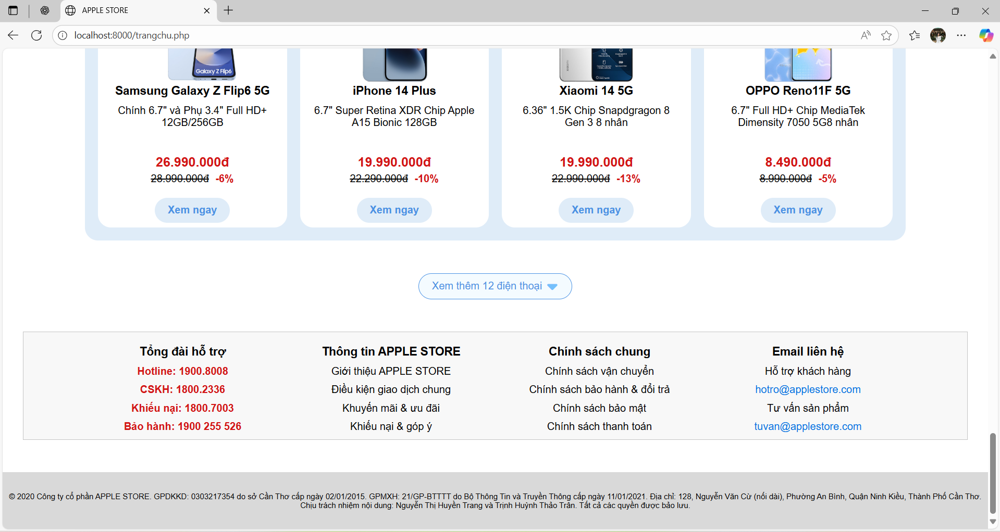 APPLE STORE
localhost:8000/trangchu.php
Galaxy Z Flip6
Samsung Galaxy Z Flip6 5G
Chính 6.7" và Phụ 3.4" Full HD+
12GB/256GB
26.990.000đ
28.990.000đ -6%
Xem ngay
iPhone 14 Plus
6.7" Super Retina XDR Chip Apple
A15 Bionic 128GB
19.990.000đ
22.290.000đ -10%
Xem ngay
Xiaomi 14 5G
6.36" 1.5K Chip Snapdgragon 8
Gen 3 8 nhân
19.990.000đ
22.990.000đ -13%
Xem ngay
OPPO Reno11F 5G
6.7" Full HD+ Chip MediaTek
Dimensity 7050 5G8 nhân
8.490.000đ
8.990.000đ -5%
Xem ngay
Xem thêm 12 điện thoại
Tổng đài hỗ trợ
Hotline: 1900.8008
CSKH: 1800.2336
Khiếu nại: 1800.7003
Bảo hành: 1900 255 526
Thông tin APPLE STORE
Giới thiệu APPLE STORE
Điều kiện giao dịch chung
Khuyến mãi & ưu đãi
Khiếu nại & góp ý
Chính sách chung
Chính sách vận chuyển
Chính sách bảo hành & đổi trả
Chính sách bảo mật
Chính sách thanh toán
Email liên hệ
Hỗ trợ khách hàng
hotro@applestore.com
Tư vấn sản phẩm
tuvan@applestore.com
© 2020 Công ty cổ phần APPLE STORE. GPDKKD: 0303217354 do sở Cần Thơ cấp ngày 02/01/2015. GPMXH: 21/GP-BTTTT do Bộ Thông Tin và Truyền Thông cấp ngày 11/01/2021. Địa chỉ: 128, Nguyễn Văn Cừ (nối dài), Phường An Bình, Quận Ninh Kiều, Thành Phố Cần Thơ.
Chịu trách nhiệm nội dung: Nguyễn Thị Huyền Trang và Trịnh Huỳnh Thảo Trân. Tất cả các quyền được bảo lưu.